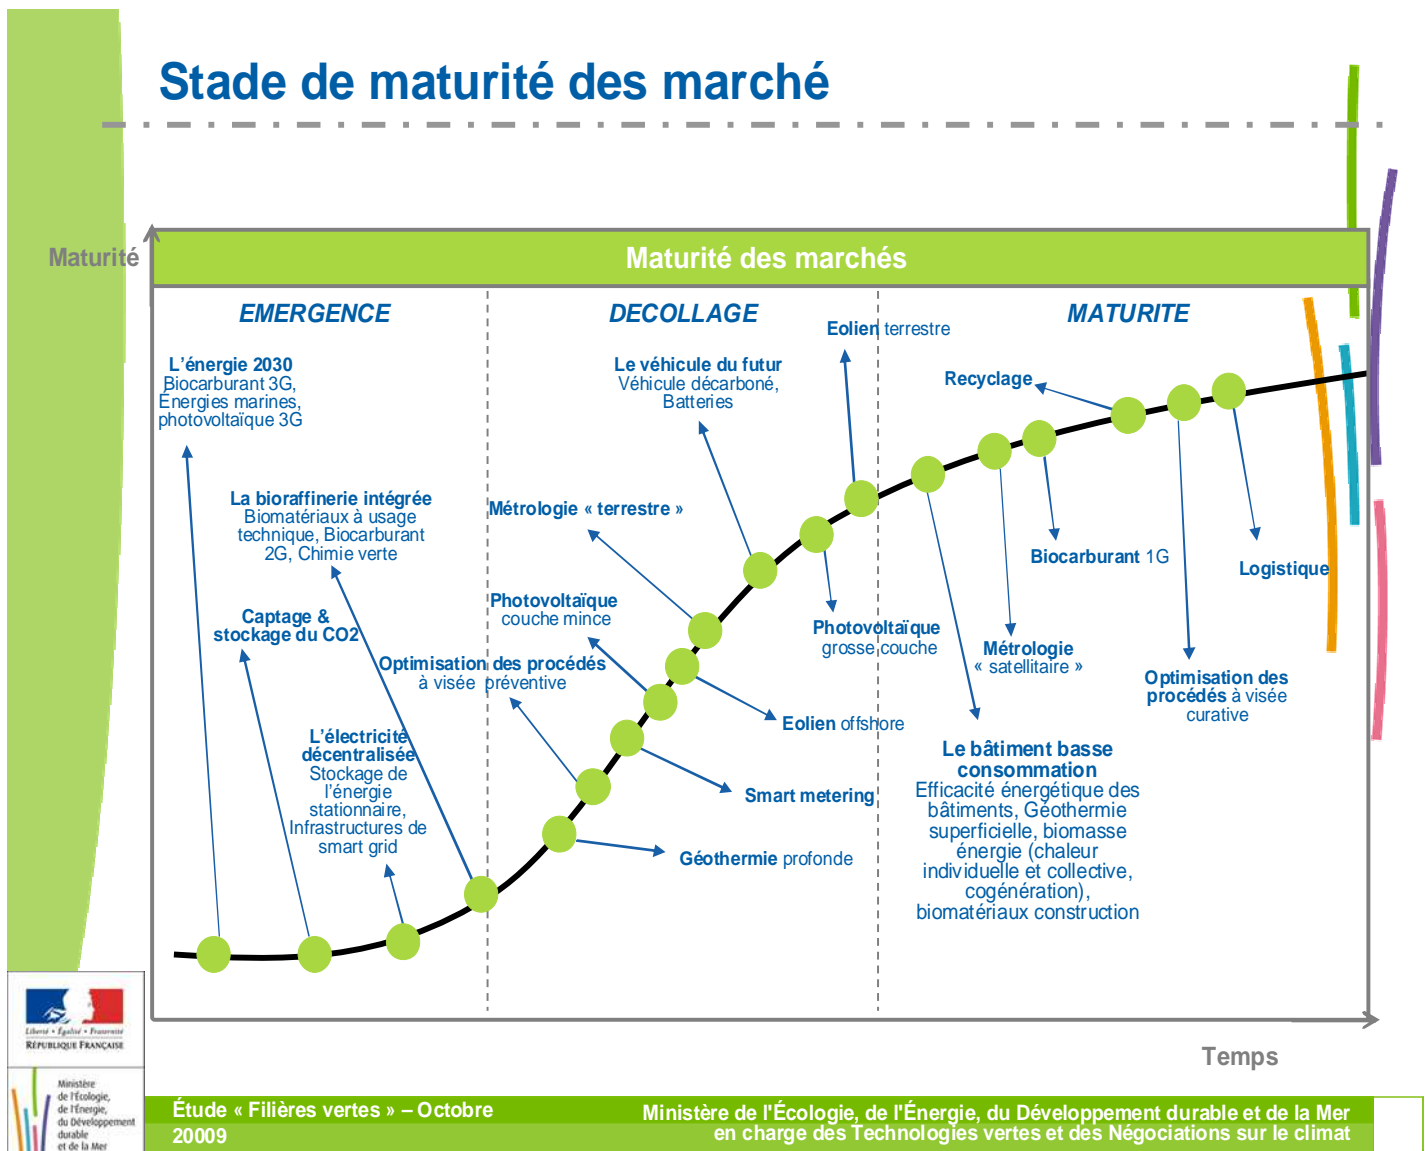 Stade de maturité des marché
Maturité
Maturité des marchés
EMERGENCE
DECOLLAGE
MATURITE
L'énergie 2030
Biocarburant 3G,
Énergies marines,
photovoltaïque 3G
La bioraffinerie intégrée
Biomatériaux à usage
technique, Biocarburant
2G, Chimie verte
Captage &
stockage du CO2
L'électricité
décentralisée
Stockage de
l'énergie
stationnaire,
Infrastructures de
smart grid
Le véhicule du futur
Véhicule décarboné,
Batteries
Métrologie « terrestre »
Photovoltaïque
couche mince
Optimisation des procédés
à visée préventive
Eolien terrestre
Photovoltaïque
grosse couche
Eolien offshore
Smart metering
Géothermie profonde
Recyclage
Biocarburant 1G
Logistique
Métrologie
« satellitaire »
Optimisation des
procédés à visée
curative
Le bâtiment basse
consommation
Efficacité énergétique des
bâtiments, Géothermie
superficielle, biomasse
énergie (chaleur
individuelle et collective,
cogénération),
biomatériaux construction
Temps
Liberté • Égalité • Fraternité
RÉPUBLIQUE FRANÇAISE
Ministère
de l'Écologie,
de l'Énergie,
du Développement
durable
et de la Mer
Étude « Filières vertes » – Octobre
20009
Ministère de l'Écologie, de l'Énergie, du Développement durable et de la Mer
en charge des Technologies vertes et des Négociations sur le climat